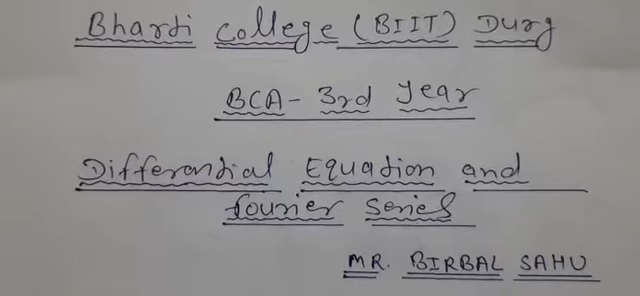 Bharti College (BIIT) Durg
BCA - 3rd Year
Differential Equation and
Fourier Series
MR. BIRBAL SAHU